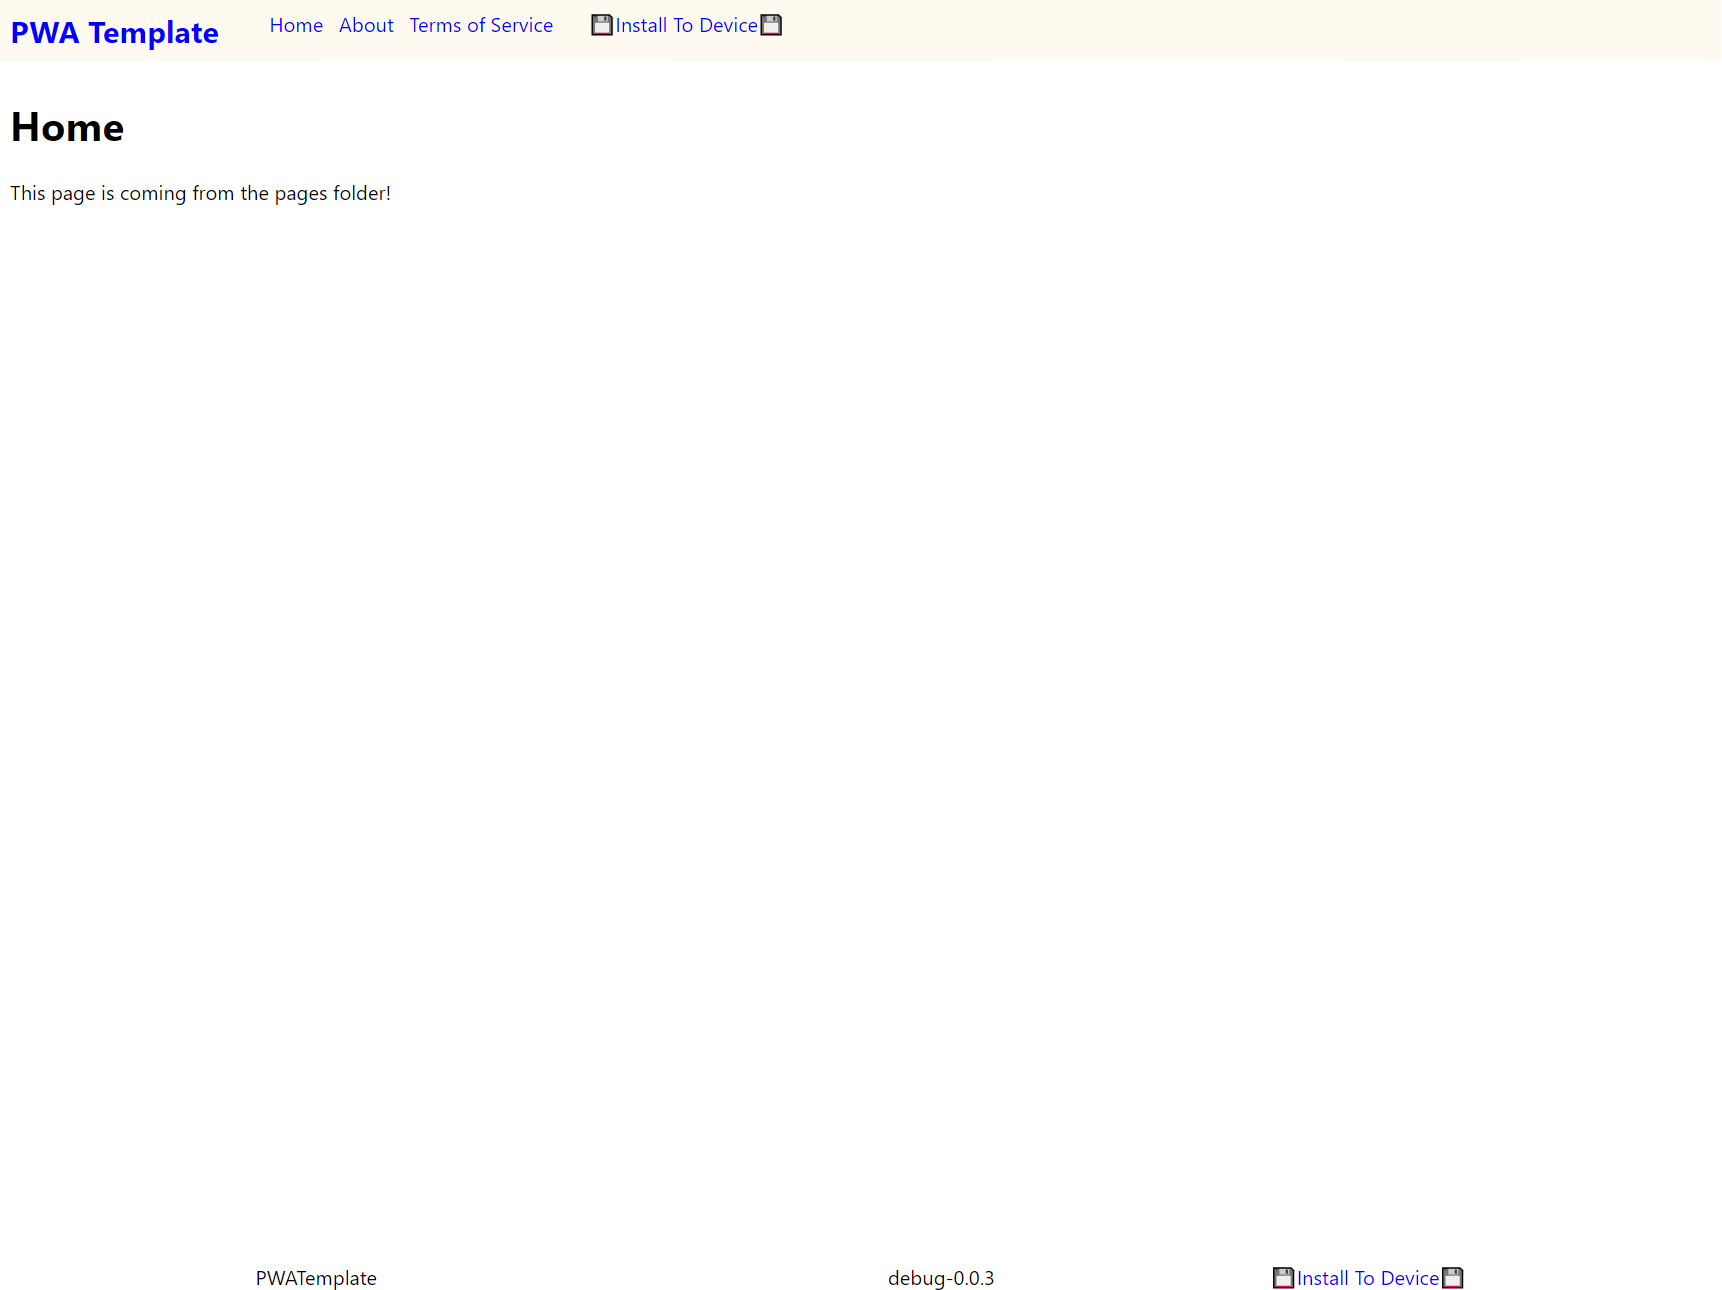 PWA Template Home About Terms of Service 💾Install To Device💾
Home
This page is coming from the pages folder!
PWATemplate debug-0.0.3 💾Install To Device💾